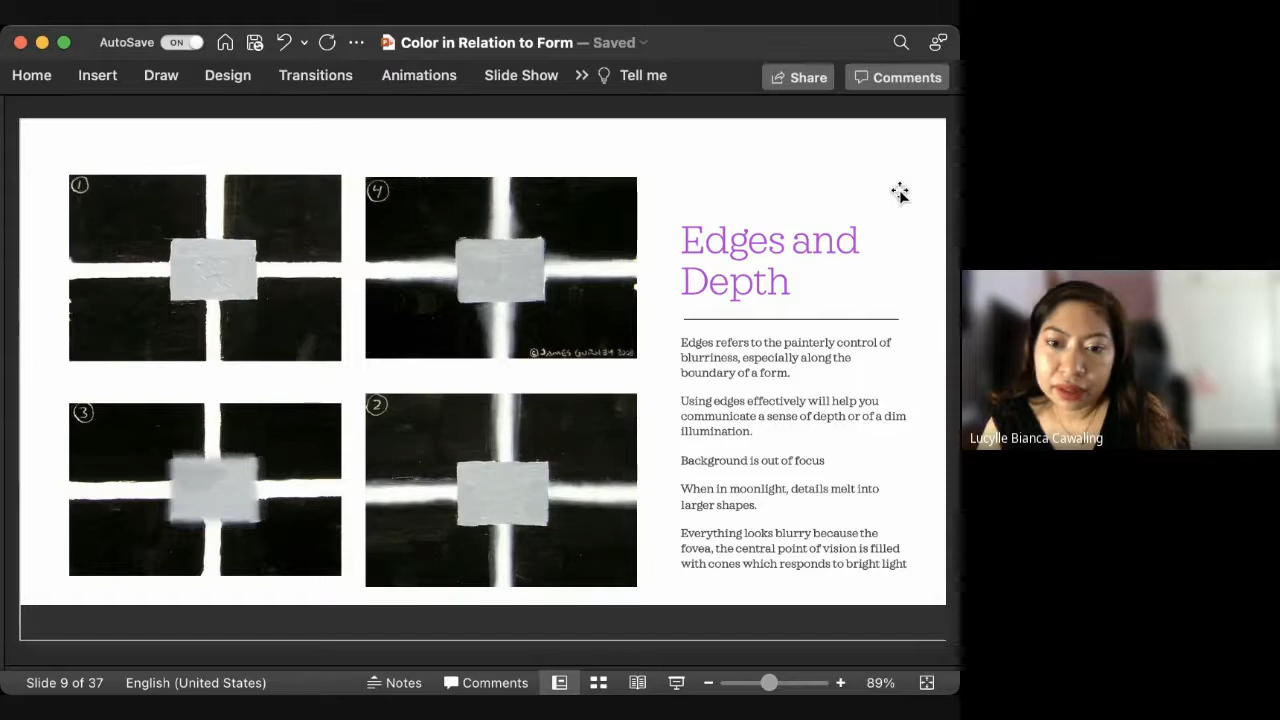 AutoSave ON Color in Relation to Form — Saved
Home Insert Draw Design Transitions Animations Slide Show Tell me Share Comments
1
4
©JAMES GURNEY
3
2
Edges and
Depth
Edges refers to the painterly control of
blurriness, especially along the
boundary of a form.
Using edges effectively will help you
communicate a sense of depth or of a dim
illumination.
Background is out of focus
When in moonlight, details melt into
larger shapes.
Everything looks blurry because the
fovea, the central point of vision is filled
with cones which responds to bright light
Lucylle Bianca Cawaling
Slide 9 of 37 English (United States) Notes Comments 89%